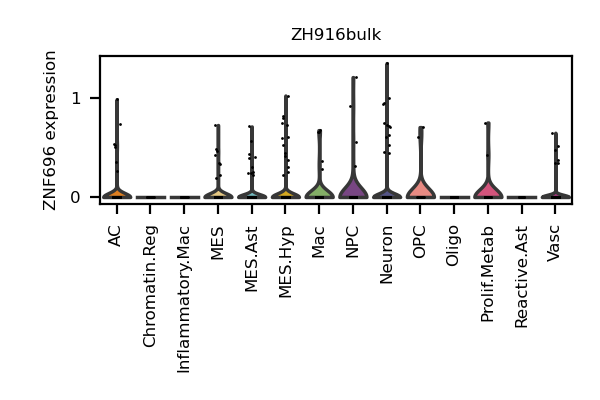 ZH916bulk
ZNF696 expression
1
0
AC
Chromatin.Reg
Inflammatory.Mac
MES
MES.Ast
MES.Hyp
Mac
NPC
Neuron
OPC
Oligo
Prolif.Metab
Reactive.Ast
Vasc